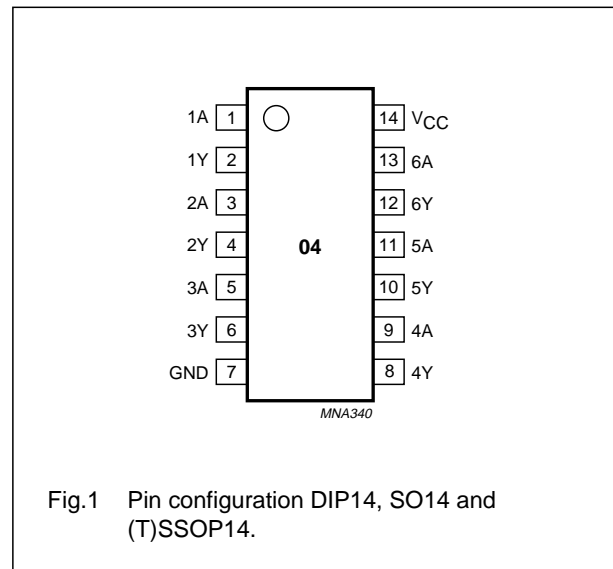 1A 1 14 VCC
1Y 2 13 6A
2A 3 12 6Y
2Y 4 04 11 5A
3A 5 10 5Y
3Y 6 9 4A
GND 7 8 4Y
MNA340
Fig.1 Pin configuration DIP14, SO14 and
(T)SSOP14.